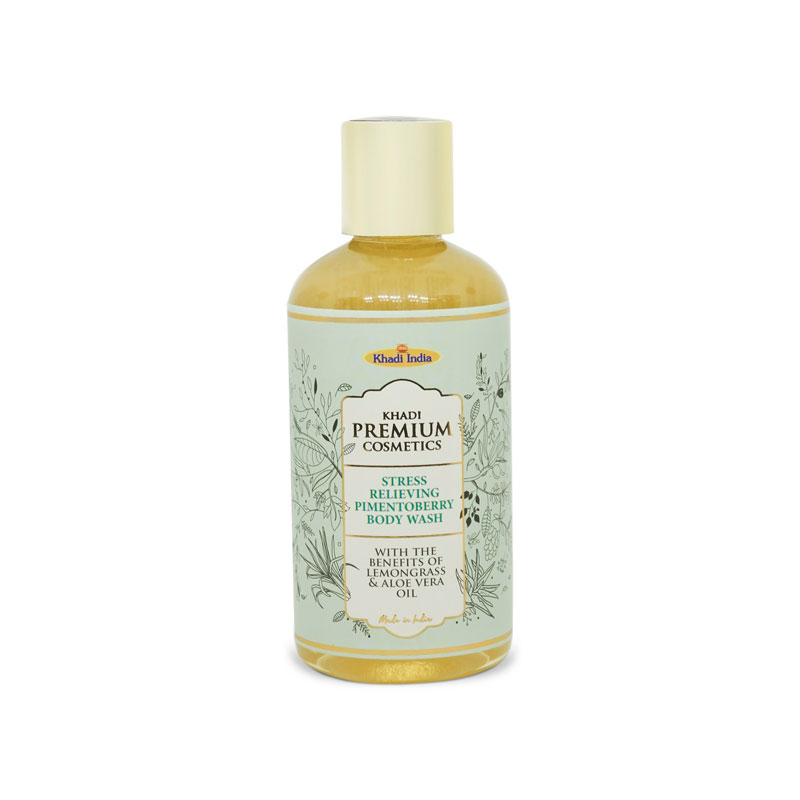 Khadi India
KHADI
PREMIUM
COSMETICS
STRESS
RELIEVING
PIMENTOBERRY
BODY WASH
WITH THE
BENEFITS OF
LEMONGRASS
& ALOE VERA
OIL
Made in India